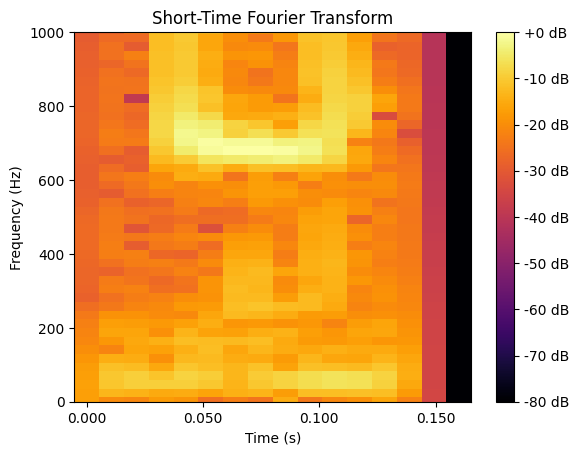 Short-Time Fourier Transform
Frequency (Hz)
1000
800
600
400
200
0
0.000
0.050
0.100
0.150
Time (s)
+0 dB
-10 dB
-20 dB
-30 dB
-40 dB
-50 dB
-60 dB
-70 dB
-80 dB